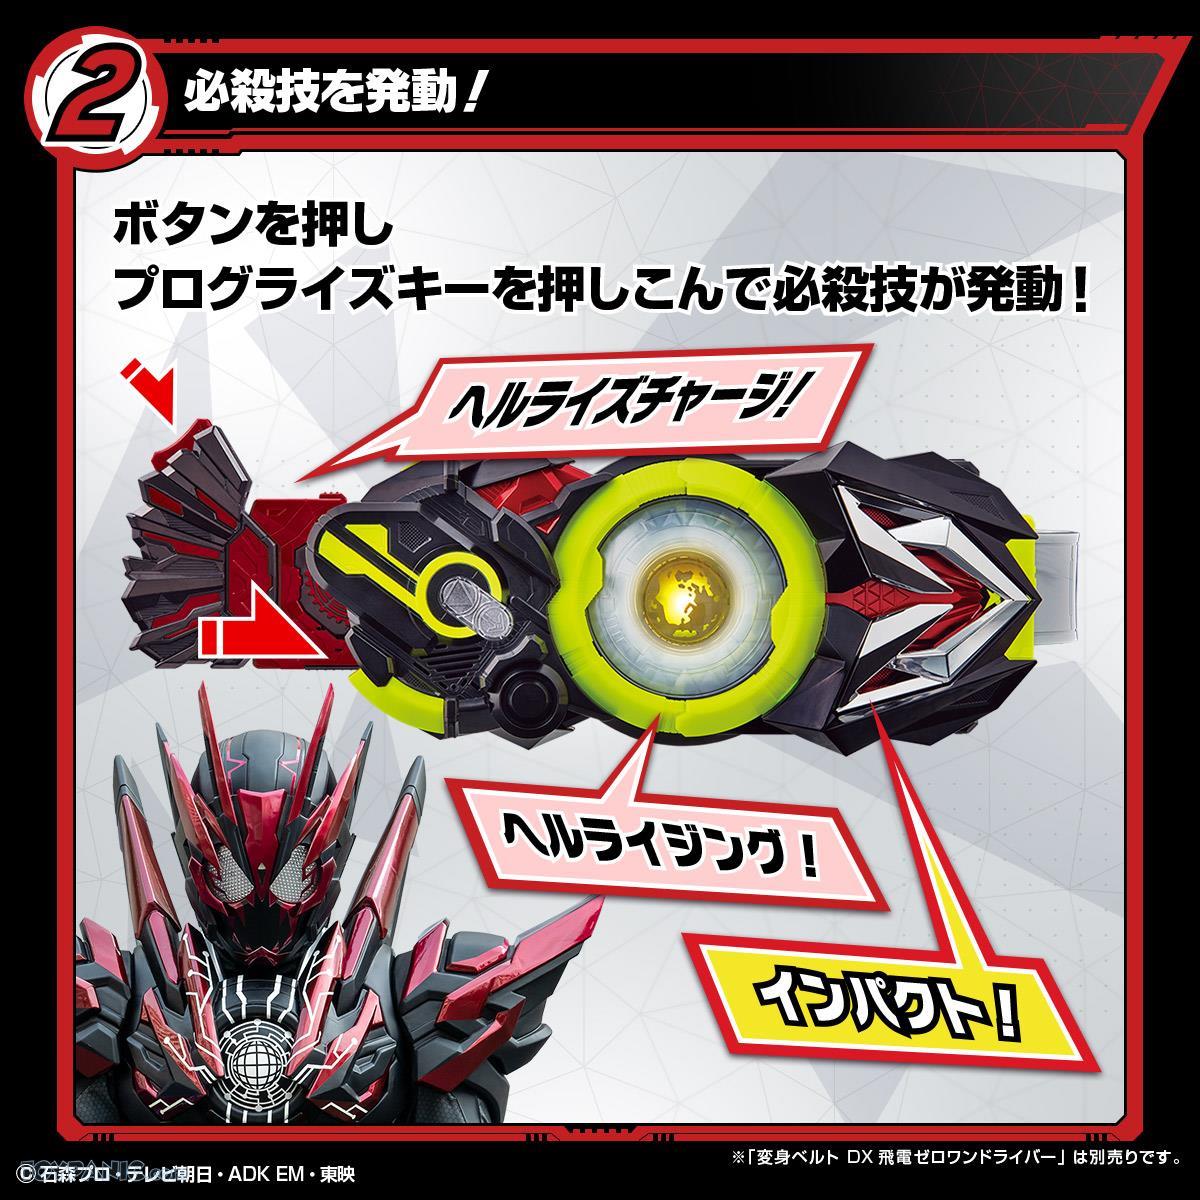 2 必殺技を発動！
ボタンを押し
プログライズキーを押しこんで必殺技が発動！
ヘルライズチャージ！
ヘルライジング！
インパクト！
※「変身ベルト DX 飛電ゼロワンドライバー」は別売りです。
© 石森プロ・テレビ朝日・ADK EM・東映